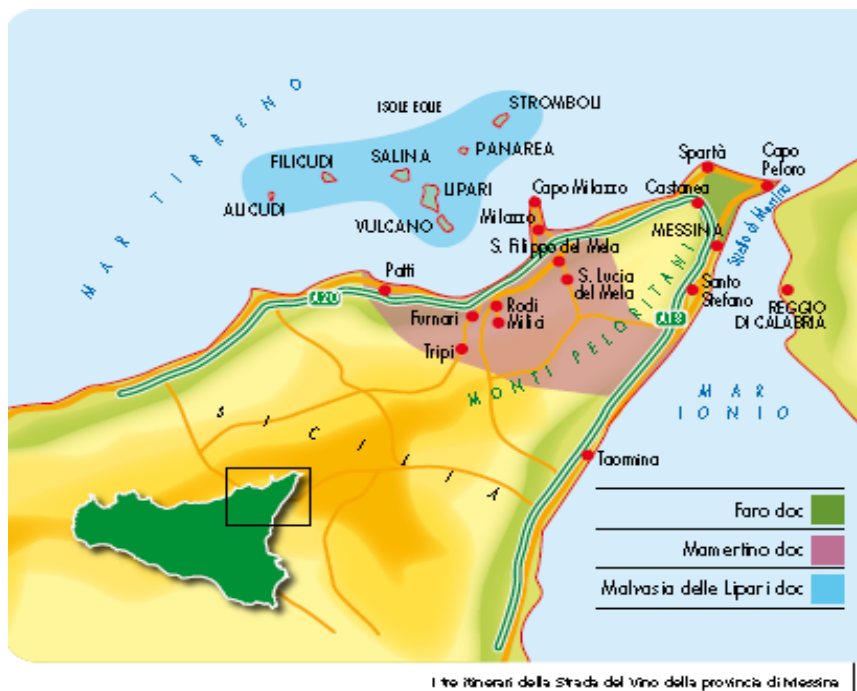 MAR TIRRENO
ISOLE EOLIE
STROMBOLI
PANAREA
FILICUDI
SALINA
LIPARI
ALICUDI
VULCANO
Spartà
Capo
Peloro
Capo Milazzo
Castanea
Milazzo
MESSINA
Stretto di Messina
S. Filippo del Mela
Patti
S. Lucia
del Mela
Santo
Stefano
A20
Rodi
Milici
Furnari
A18
REGGIO
DI CALABRIA
Tripi
MONTI PELORITANI
MAR
IONIO
SICILIA
Taormina
Faro doc
Mamertino doc
Malvasia delle Lipari doc
I tre itinerari della Strada del Vino della provincia di Messina